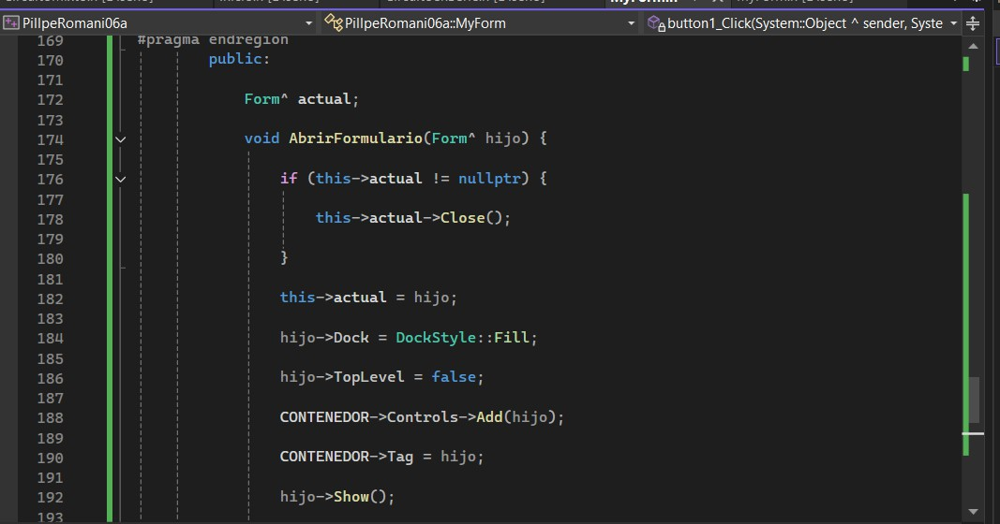 PillpeRomani06a
PillpeRomani06a::MyForm
button1_Click(System::Object ^ sender, Syste
169 #pragma endregion
170 public:
171
172 Form^ actual;
173
174 void AbrirFormulario(Form^ hijo) {
175
176 if (this->actual != nullptr) {
177
178 this->actual->Close();
179
180 }
181
182 this->actual = hijo;
183
184 hijo->Dock = DockStyle::Fill;
185
186 hijo->TopLevel = false;
187
188 CONTENEDOR->Controls->Add(hijo);
189
190 CONTENEDOR->Tag = hijo;
191
192 hijo->Show();
193